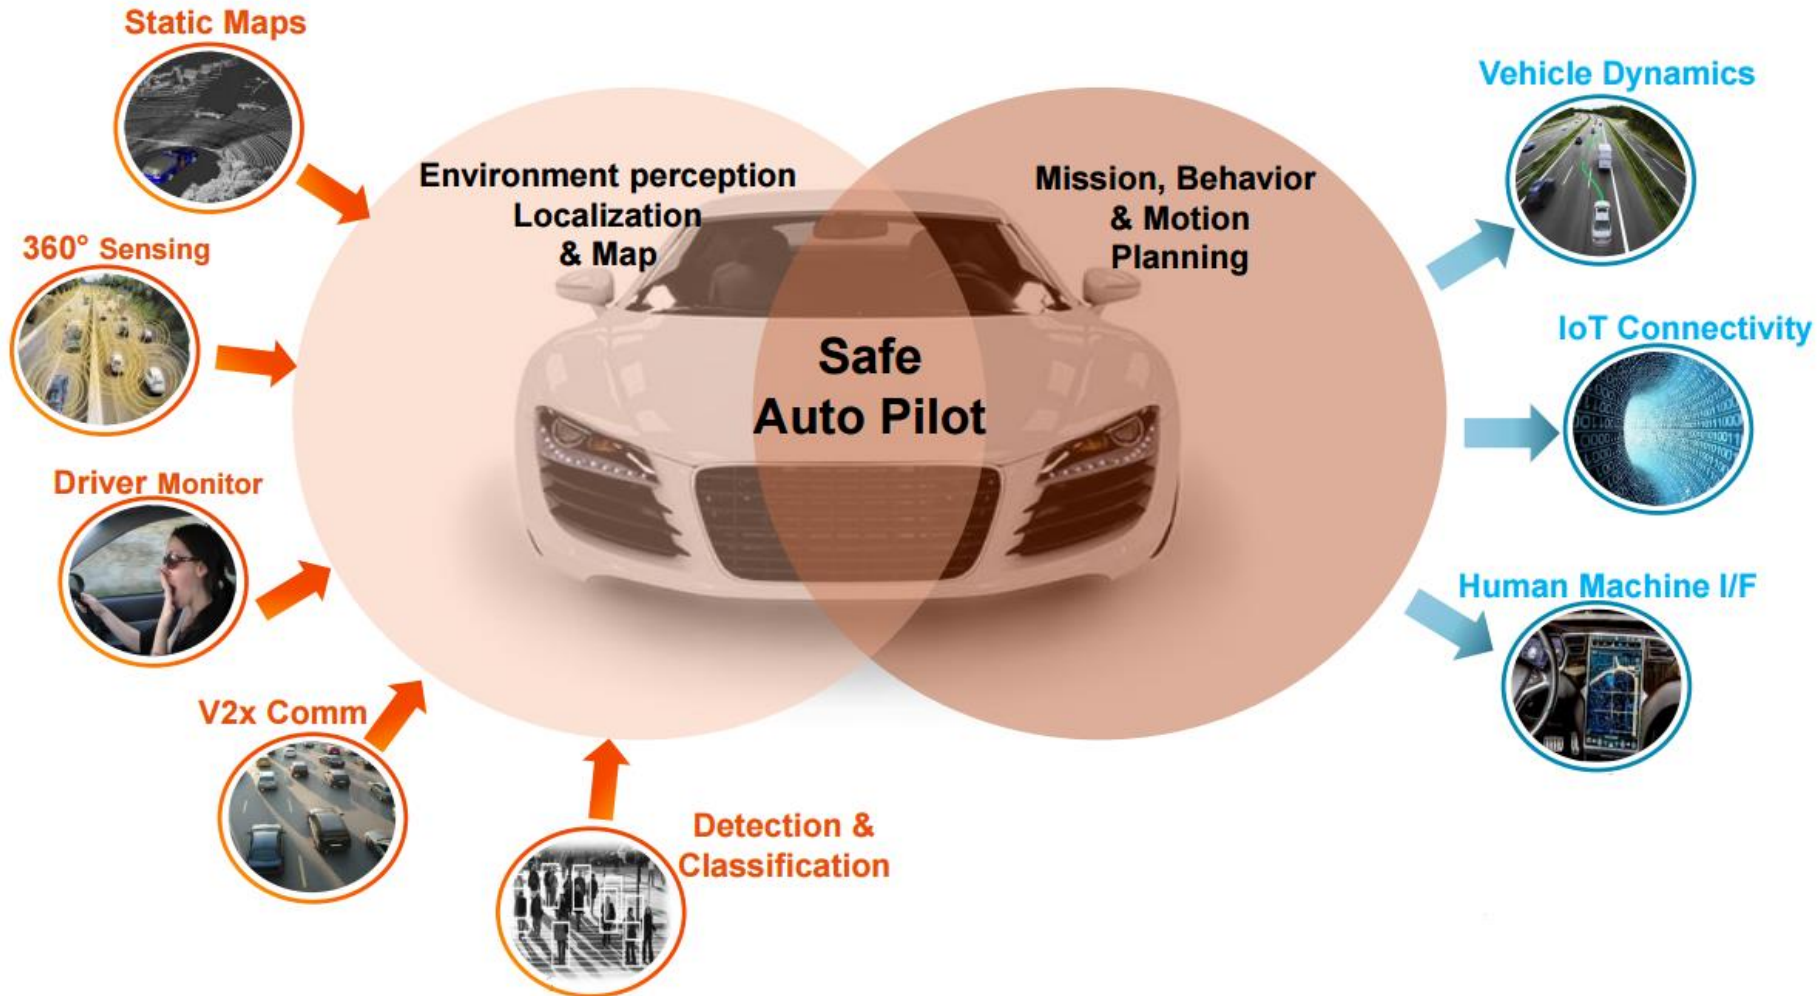 Static Maps
360° Sensing
Driver Monitor
V2x Comm
Detection &
Classification
Environment perception
Localization
& Map
Safe
Auto Pilot
Mission, Behavior
& Motion
Planning
Vehicle Dynamics
IoT Connectivity
Human Machine I/F